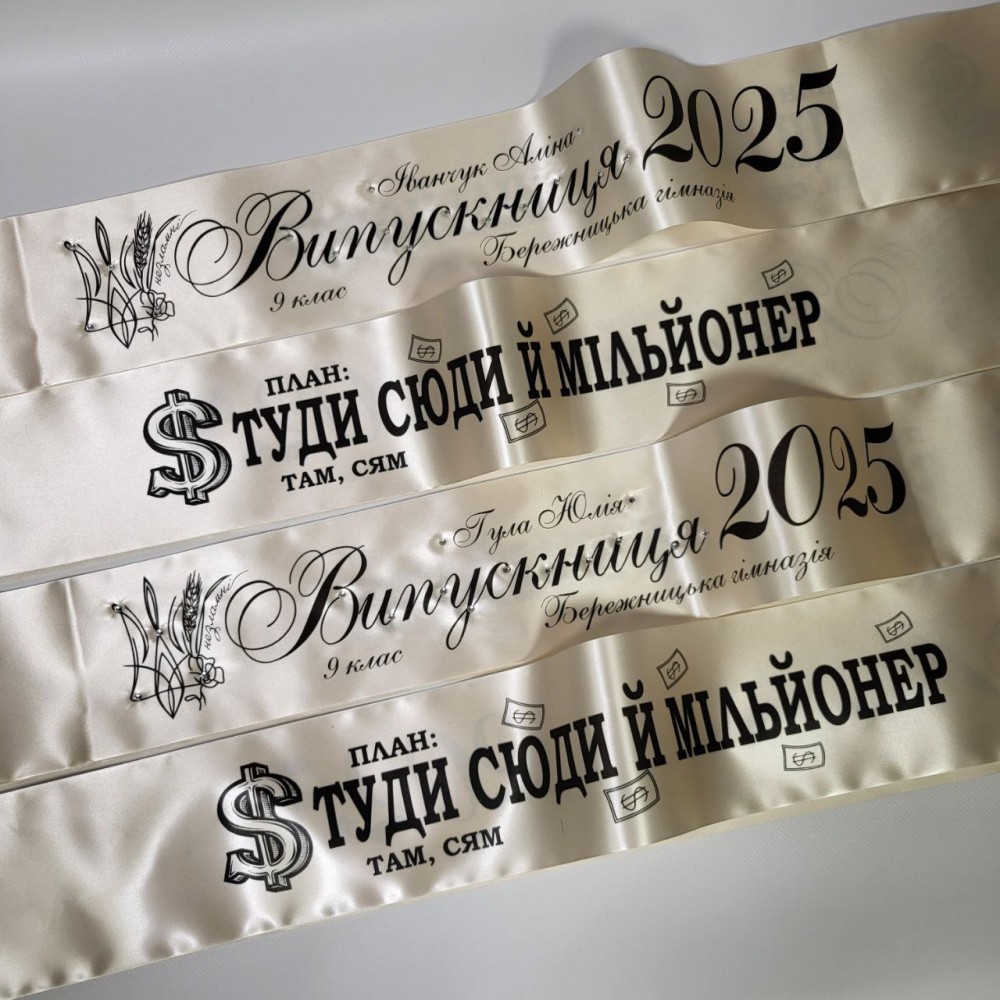 Іванчук Аліна
Випускниця 2025
незламні
Бережницька гімназія
9 клас
ПЛАН:
$ТУДИ СЮДИ Й МІЛЬЙОНЕР
ТАМ, СЯМ
Гула Юлія
Випускниця 2025
незламні
Бережницька гімназія
9 клас
ПЛАН:
$ТУДИ СЮДИ Й МІЛЬЙОНЕР
ТАМ, СЯМ